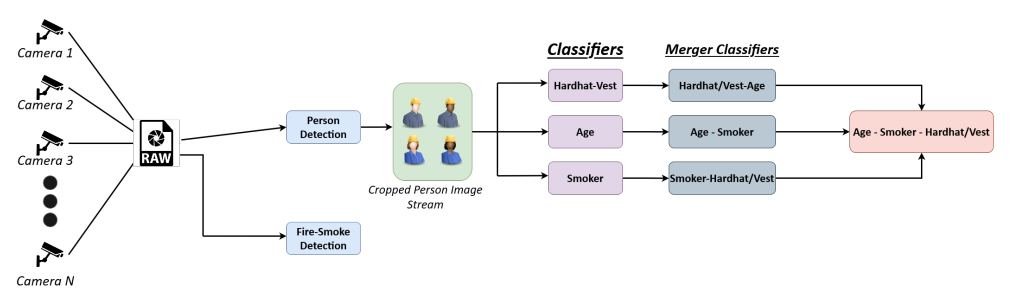 Camera 1
Camera 2
Camera 3
Camera N
RAW
Person
Detection
Fire-Smoke
Detection
Cropped Person Image
Stream
Classifiers
Hardhat-Vest
Age
Smoker
Merger Classifiers
Hardhat/Vest-Age
Age - Smoker
Smoker-Hardhat/Vest
Age - Smoker - Hardhat/Vest